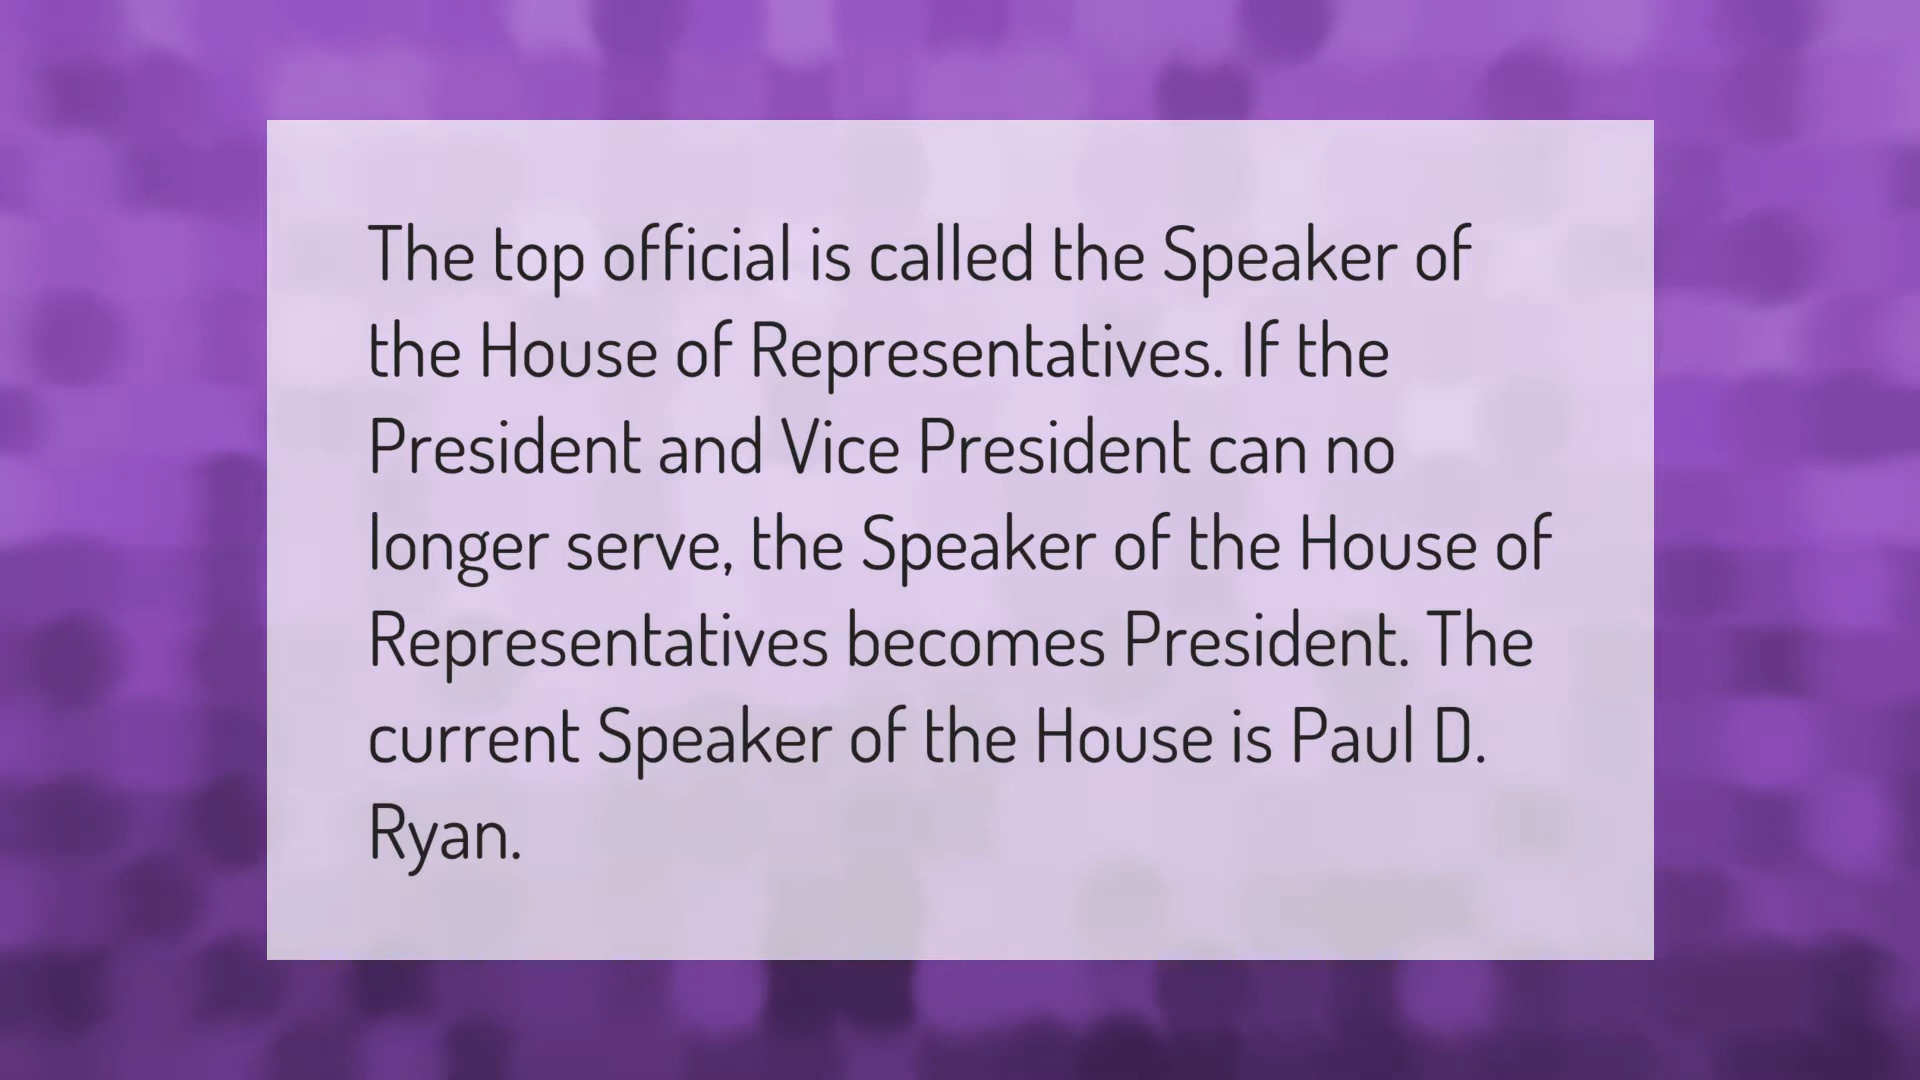 The top official is called the Speaker of
the House of Representatives. If the
President and Vice President can no
longer serve, the Speaker of the House of
Representatives becomes President. The
current Speaker of the House is Paul D.
Ryan.